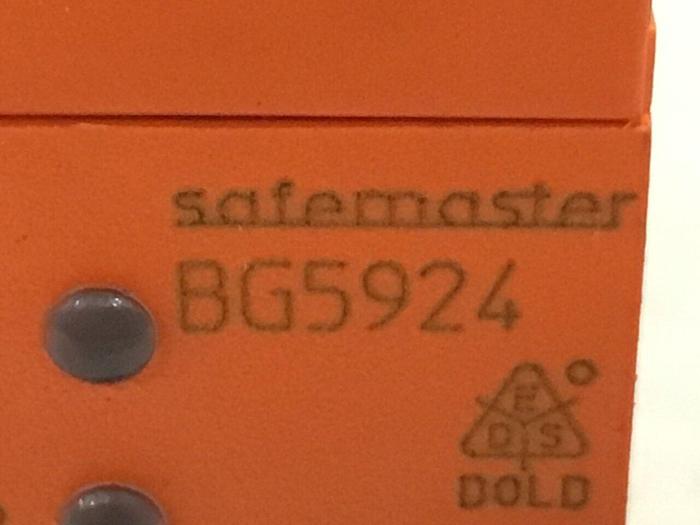 safemaster
BG5924
E
D S
DOLD